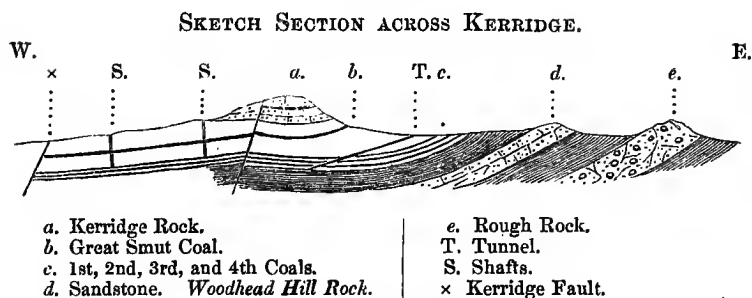 SKETCH SECTION ACROSS KERRIDGE.
W. E.
× S. S. a. b. T. c. d. e.
a. Kerridge Rock.
b. Great Smut Coal.
c. 1st, 2nd, 3rd, and 4th Coals.
d. Sandstone. Woodhead Hill Rock.
e. Rough Rock.
T. Tunnel.
S. Shafts.
× Kerridge Fault.